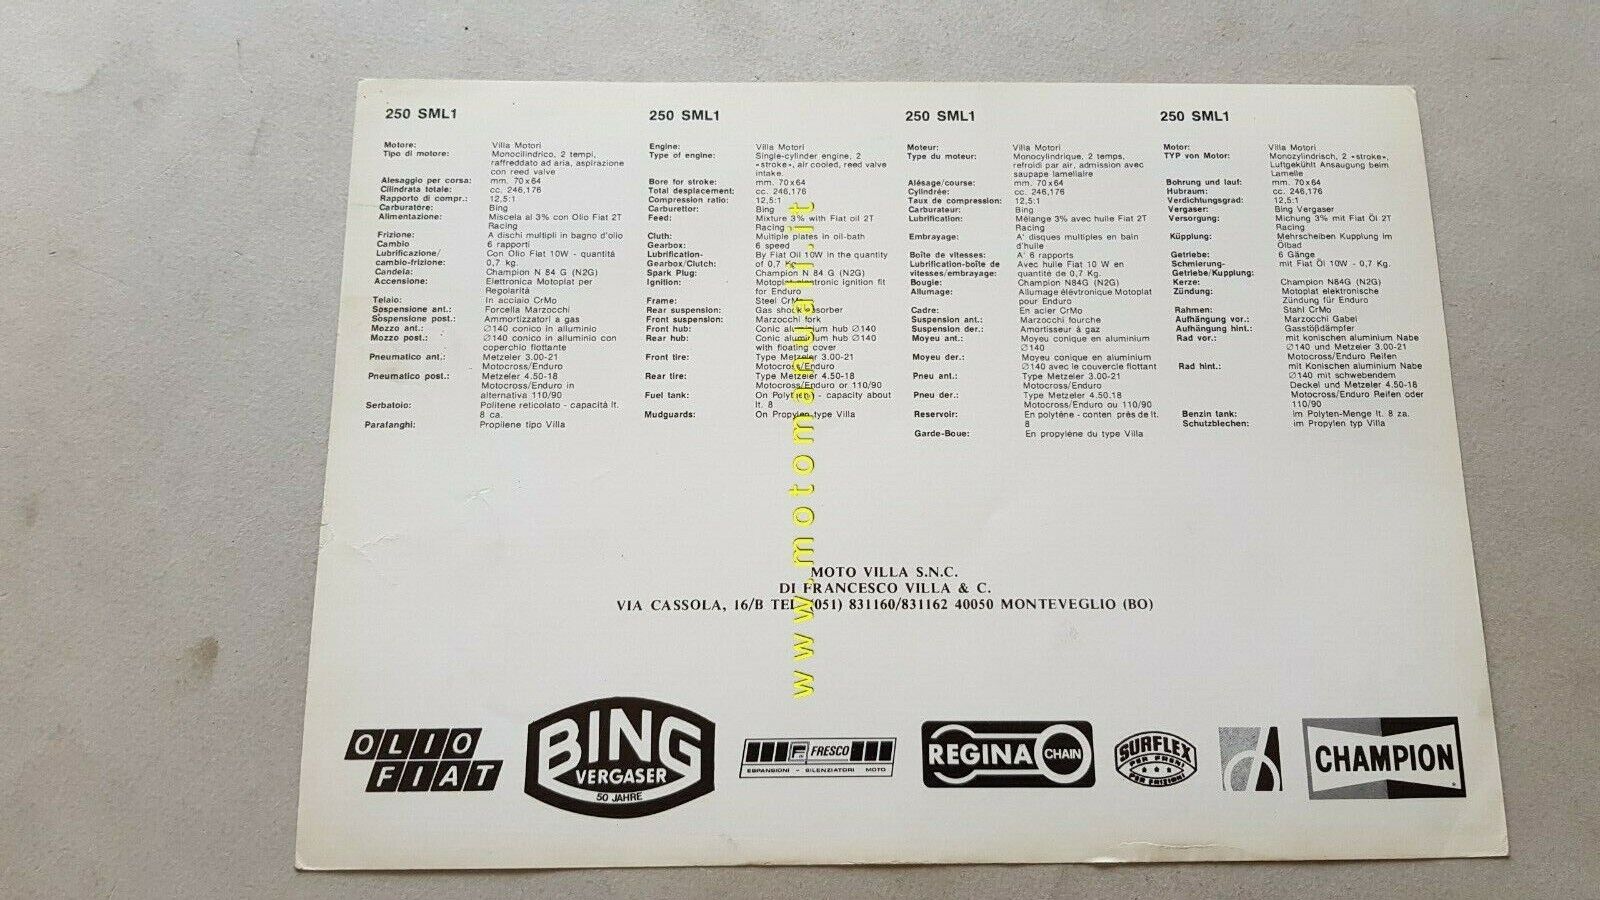 250 SML1
Motore: Villa Motori
Tipo di motore: Monocilindrico, 2 tempi,
raffreddato ad aria, aspirazione
con reed valve
Alesaggio per corsa: mm. 70x64
Cilindrata totale: cc. 246,176
Rapporto di compr.: 12,5:1
Carburatore: Bing
Alimentazione: Miscela al 3% con Olio Fiat 2T
Racing
Frizione: A dischi multipli in bagno d'olio
Cambio 6 rapporti
Lubrificazione/ Con Olio Fiat 10W - quantità
cambio-frizione: 0,7 kg.
Candela: Champion N 84 G (N2G)
Accensione: Elettronica Motoplat per
Regolarità
Telaio: In acciaio CrMo
Sospensione ant.: Forcella Marzocchi
Sospensione post.: Ammortizzatori a gas
Mozzo ant.: ∅140 conico in alluminio
Mozzo post.: ∅140 conico in alluminio con
coperchio flottante
Pneumatico ant.: Metzeler 3.00-21
Motocross/Enduro
Pneumatico post.: Metzeler 4.50-18
Motocross/Enduro in
alternativa 110/90
Serbatoio: Politene reticolato - capacità lt.
8 ca.
Parafanghi: Propilene tipo Villa
250 SML1
Engine: Villa Motori
Type of engine: Single-cylinder engine, 2
«stroke», air cooled, reed valve
intake.
Bore for stroke: mm. 70x64
Total desplacement: cc. 246,176
Compression ratio: 12,5:1
Carburettor: Bing
Feed: Mixture 3% with Fiat oil 2T
Racing
Cluth: Multiple plates in oil-bath
Gearbox: 6 speed
Lubrification- By Fiat Oil 10W in the quantity
Gearbox/Clutch: of 0,7 Kg.
Spark Plug: Champion N 84 G (N2G)
Ignition: Motoplat electronic ignition fit
for Enduro
Frame: Steel CrMo
Rear suspension: Gas shock absorber
Front suspension: Marzocchi fork
Front hub: Conic aluminium hub ∅140
Rear hub: Conic aluminium hub ∅140
with floating cover
Front tire: Type Metzeler 3.00-21
Motocross/Enduro
Rear tire: Type Metzeler 4.50-18
Motocross/Enduro or 110/90
Fuel tank: On Polyten - capacity about
lt. 8
Mudguards: On Propylen type Villa
250 SML1
Moteur: Villa Motori
Type du moteur: Monocylindrique, 2 temps,
refroidi par air, admission avec
saupape lamellaire
Alésage/course: mm. 70x64
Cylindrée: cc. 246,176
Taux de compression: 12,5:1
Carburateur: Bing
Lubrification: Mélange 3% avec huile Fiat 2T
Racing
Embrayage: A' disques multiples en bain
d'huile
Boîte de vitesses: A' 6 rapports
Lubrification-boîte de Avec huile Fiat 10 W en
vitesses/embrayage: quantité de 0,7 Kg.
Bougie: Champion N84G (N2G)
Allumage: Allumage élévtronique Motoplat
pour Enduro
Cadre: En acier CrMo
Suspension ant.: Marzocchi fourche
Suspension der.: Amortisseur à gaz
Moyeu ant.: Moyeu conique en aluminium
∅140
Moyeu der.: Moyeu conique en aluminium
∅140 avec le couvercle flottant
Pneu ant.: Type Metzeler 3.00-21
Motocross/Enduro
Pneu der.: Type Metzeler 4.50.18
Motocross/Enduro ou 110/90
Reservoir: En polytène - conten près de lt.
8
Garde-Boue: En propylène du type Villa
250 SML1
Motor: Villa Motori
TYP von Motor: Monozylindrisch, 2 «stroke»,
Luftgekühlt Ansaugung beim
Lamelle
Bohrung und lauf: mm. 70x64
Hubraum: cc. 246,176
Verdichtungsgrad: 12,5:1
Vergaser: Bing Vergaser
Versorgung: Michung 3% mit Fiat Öl 2T
Racing
Küpplung: Mehrscheiben Kupplung im
Ölbad
Getriebe: 6 Gänge
Schmierung- mit Fiat Öl 10W - 0,7 Kg.
Getriebe/Kupplung:
Kerze: Champion N84G (N2G)
Zündung: Motoplat elektronische
Zündung für Enduro
Rahmen: Stahl CrMo
Aufhängung vor.: Marzocchi Gabel
Aufhängung hint.: Gasstößdämpfer
Rad vor.: mit konischen aluminium Nabe
∅140 und Metzeler 3.00-21
Motocross/Enduro Reifen
Rad hint.: mit Konischen aluminium Nabe
∅140 mit schwebendem
Deckel und Metzeler 4.50-18
Motocross/Enduro Reifen oder
110/90
Benzin tank: im Polyten-Menge lt. 8 za.
Schutzblechen: im Propylen typ Villa
www.motomanuali.it
MOTO VILLA S.N.C.
DI FRANCESCO VILLA & C.
VIA CASSOLA, 16/B TEL. (051) 831160/831162 40050 MONTEVEGLIO (BO)
OLIO
FIAT
BING
VERGASER
50 JAHRE
FRESCO
ESPANSIONI - SILENZIATORI MOTO
REGINA CHAIN
SURFLEX
PER FRENI
PER FRIZIONI
CHAMPION